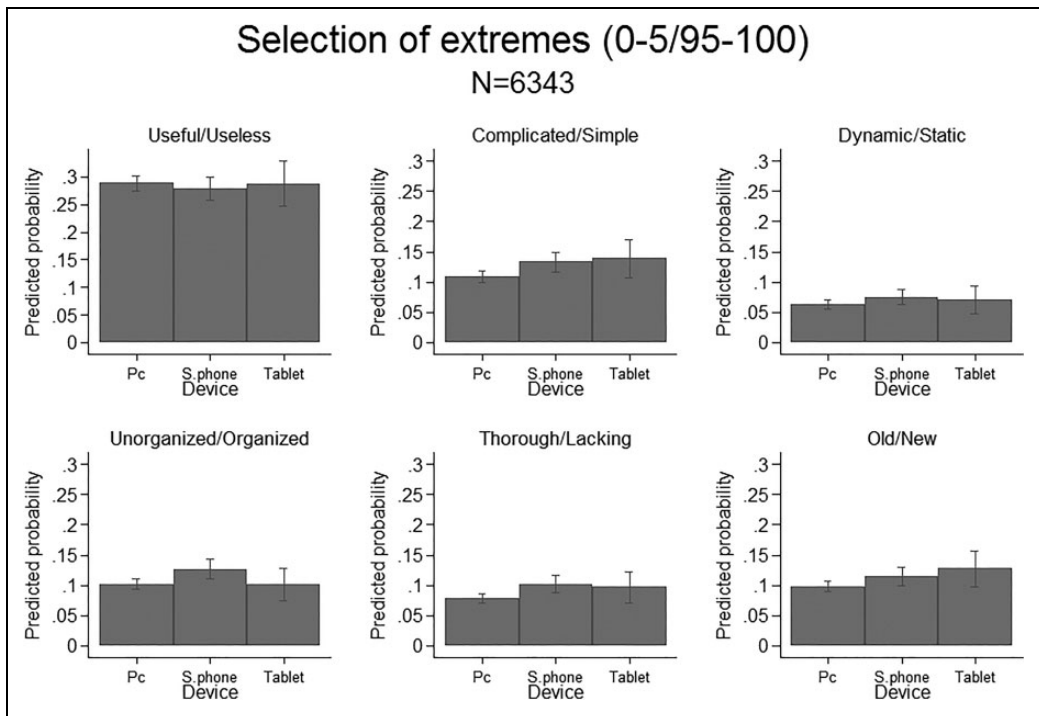 Selection of extremes (0-5/95-100)
N=6343
Useful/Useless
Predicted probability
.3
.25
.2
.15
.1
.05
0
Pc S.phone Tablet
Device
Complicated/Simple
Predicted probability
.3
.25
.2
.15
.1
.05
0
Pc S.phone Tablet
Device
Dynamic/Static
Predicted probability
.3
.25
.2
.15
.1
.05
0
Pc S.phone Tablet
Device
Unorganized/Organized
Predicted probability
.3
.25
.2
.15
.1
.05
0
Pc S.phone Tablet
Device
Thorough/Lacking
Predicted probability
.3
.25
.2
.15
.1
.05
0
Pc S.phone Tablet
Device
Old/New
Predicted probability
.3
.25
.2
.15
.1
.05
0
Pc S.phone Tablet
Device